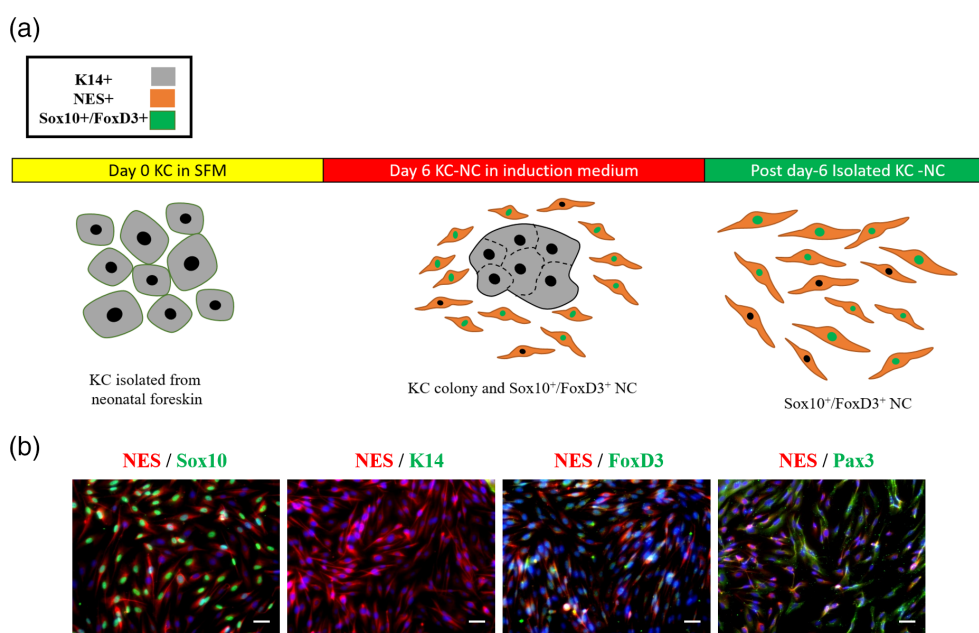 (a)
K14+
NES+
Sox10+/FoxD3+
Day 0 KC in SFM
Day 6 KC-NC in induction medium
Post day-6 Isolated KC -NC
KC isolated from
neonatal foreskin
KC colony and Sox10⁺/FoxD3⁺ NC
Sox10⁺/FoxD3⁺ NC
(b)
NES / Sox10
NES / K14
NES / FoxD3
NES / Pax3